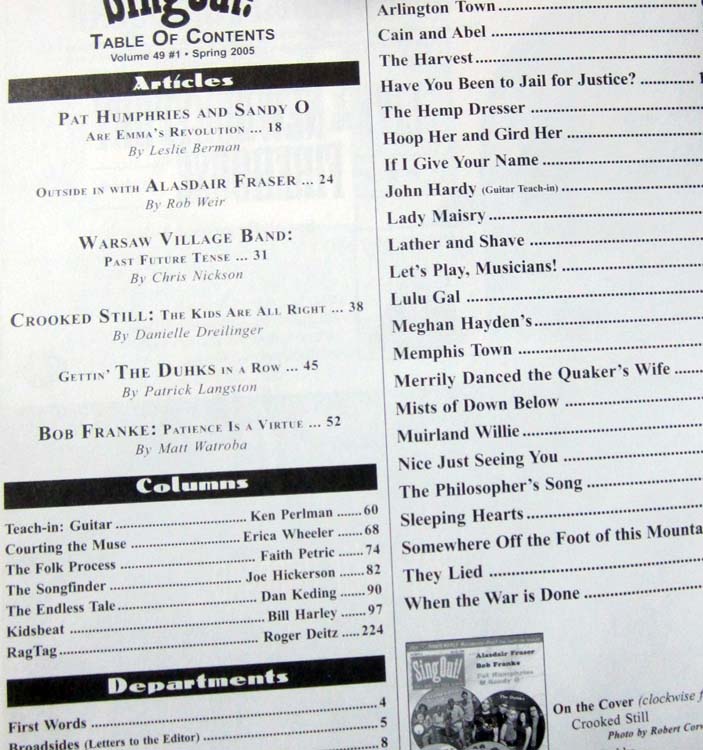 Sing Out!
TABLE OF CONTENTS
Volume 49 #1 • Spring 2005
Articles
PAT HUMPHRIES AND SANDY O
ARE EMMA'S REVOLUTION ... 18
By Leslie Berman
OUTSIDE IN WITH ALASDAIR FRASER ... 24
By Rob Weir
WARSAW VILLAGE BAND:
PAST FUTURE TENSE ... 31
By Chris Nickson
CROOKED STILL: THE KIDS ARE ALL RIGHT ... 38
By Danielle Dreilinger
GETTIN' THE DUHKS IN A ROW ... 45
By Patrick Langston
BOB FRANKE: PATIENCE IS A VIRTUE ... 52
By Matt Watroba
Columns
Teach-in: Guitar ... Ken Perlman ... 60
Courting the Muse ... Erica Wheeler ... 68
The Folk Process ... Faith Petric ... 74
The Songfinder ... Joe Hickerson ... 82
The Endless Tale ... Dan Keding ... 90
Kidsbeat ... Bill Harley ... 97
RagTag ... Roger Deitz ... 224
Departments
First Words ... 4
Broadsides (Letters to the Editor) ... 5
8
Arlington Town
Cain and Abel
The Harvest
Have You Been to Jail for Justice?
The Hemp Dresser
Hoop Her and Gird Her
If I Give Your Name
John Hardy (Guitar Teach-in)
Lady Maisry
Lather and Shave
Let's Play, Musicians!
Lulu Gal
Meghan Hayden's
Memphis Town
Merrily Danced the Quaker's Wife
Mists of Down Below
Muirland Willie
Nice Just Seeing You
The Philosopher's Song
Sleeping Hearts
Somewhere Off the Foot of this Mounta
They Lied
When the War is Done
Sing Out!
Alasdair Fraser
Bob Franke
Pat Humphries
& Sandy O
On the Cover (clockwise f
Crooked Still
Photo by Robert Corw